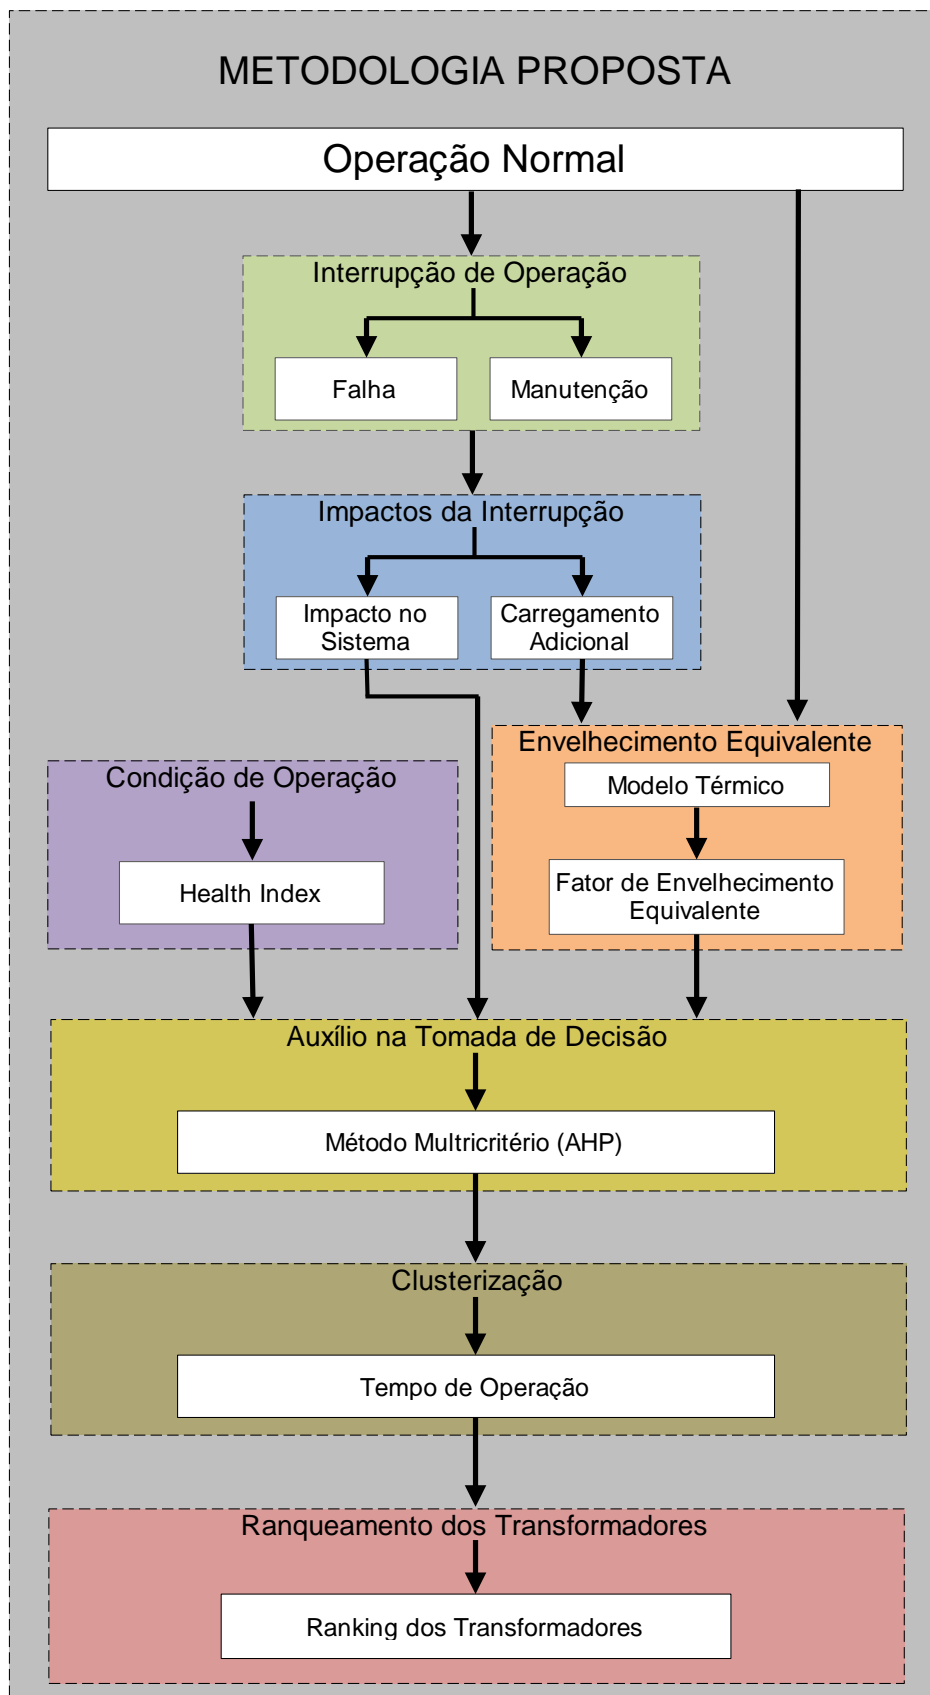 METODOLOGIA PROPOSTA
Operação Normal
Interrupção de Operação
Falha
Manutenção
Impactos da Interrupção
Impacto no
Sistema
Carregamento
Adicional
Envelhecimento Equivalente
Modelo Térmico
Fator de Envelhecimento
Equivalente
Condição de Operação
Health Index
Auxílio na Tomada de Decisão
Método Multricritério (AHP)
Clusterização
Tempo de Operação
Ranqueamento dos Transformadores
Ranking dos Transformadores